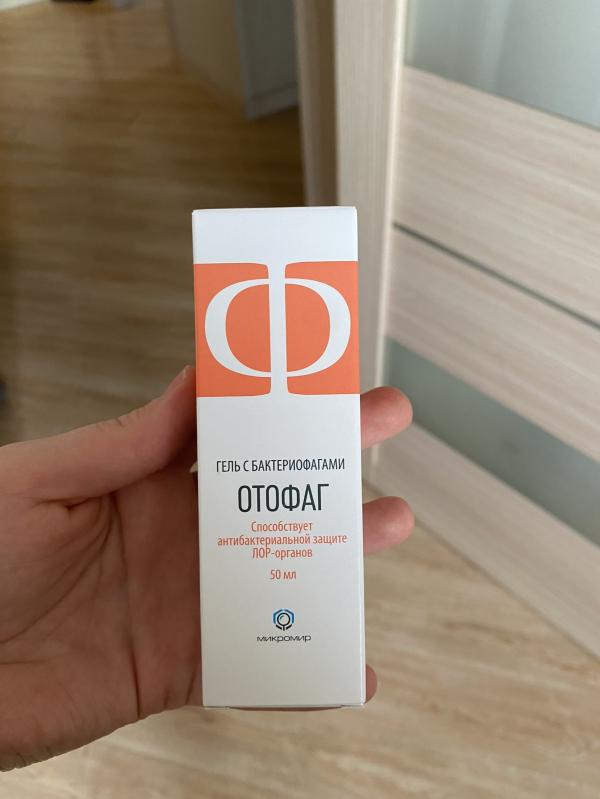 Ф
ГЕЛЬ С БАКТЕРИОФАГАМИ
ОТОФАГ
Способствует
антибактериальной защите
ЛОР-органов
50 мл
микромир